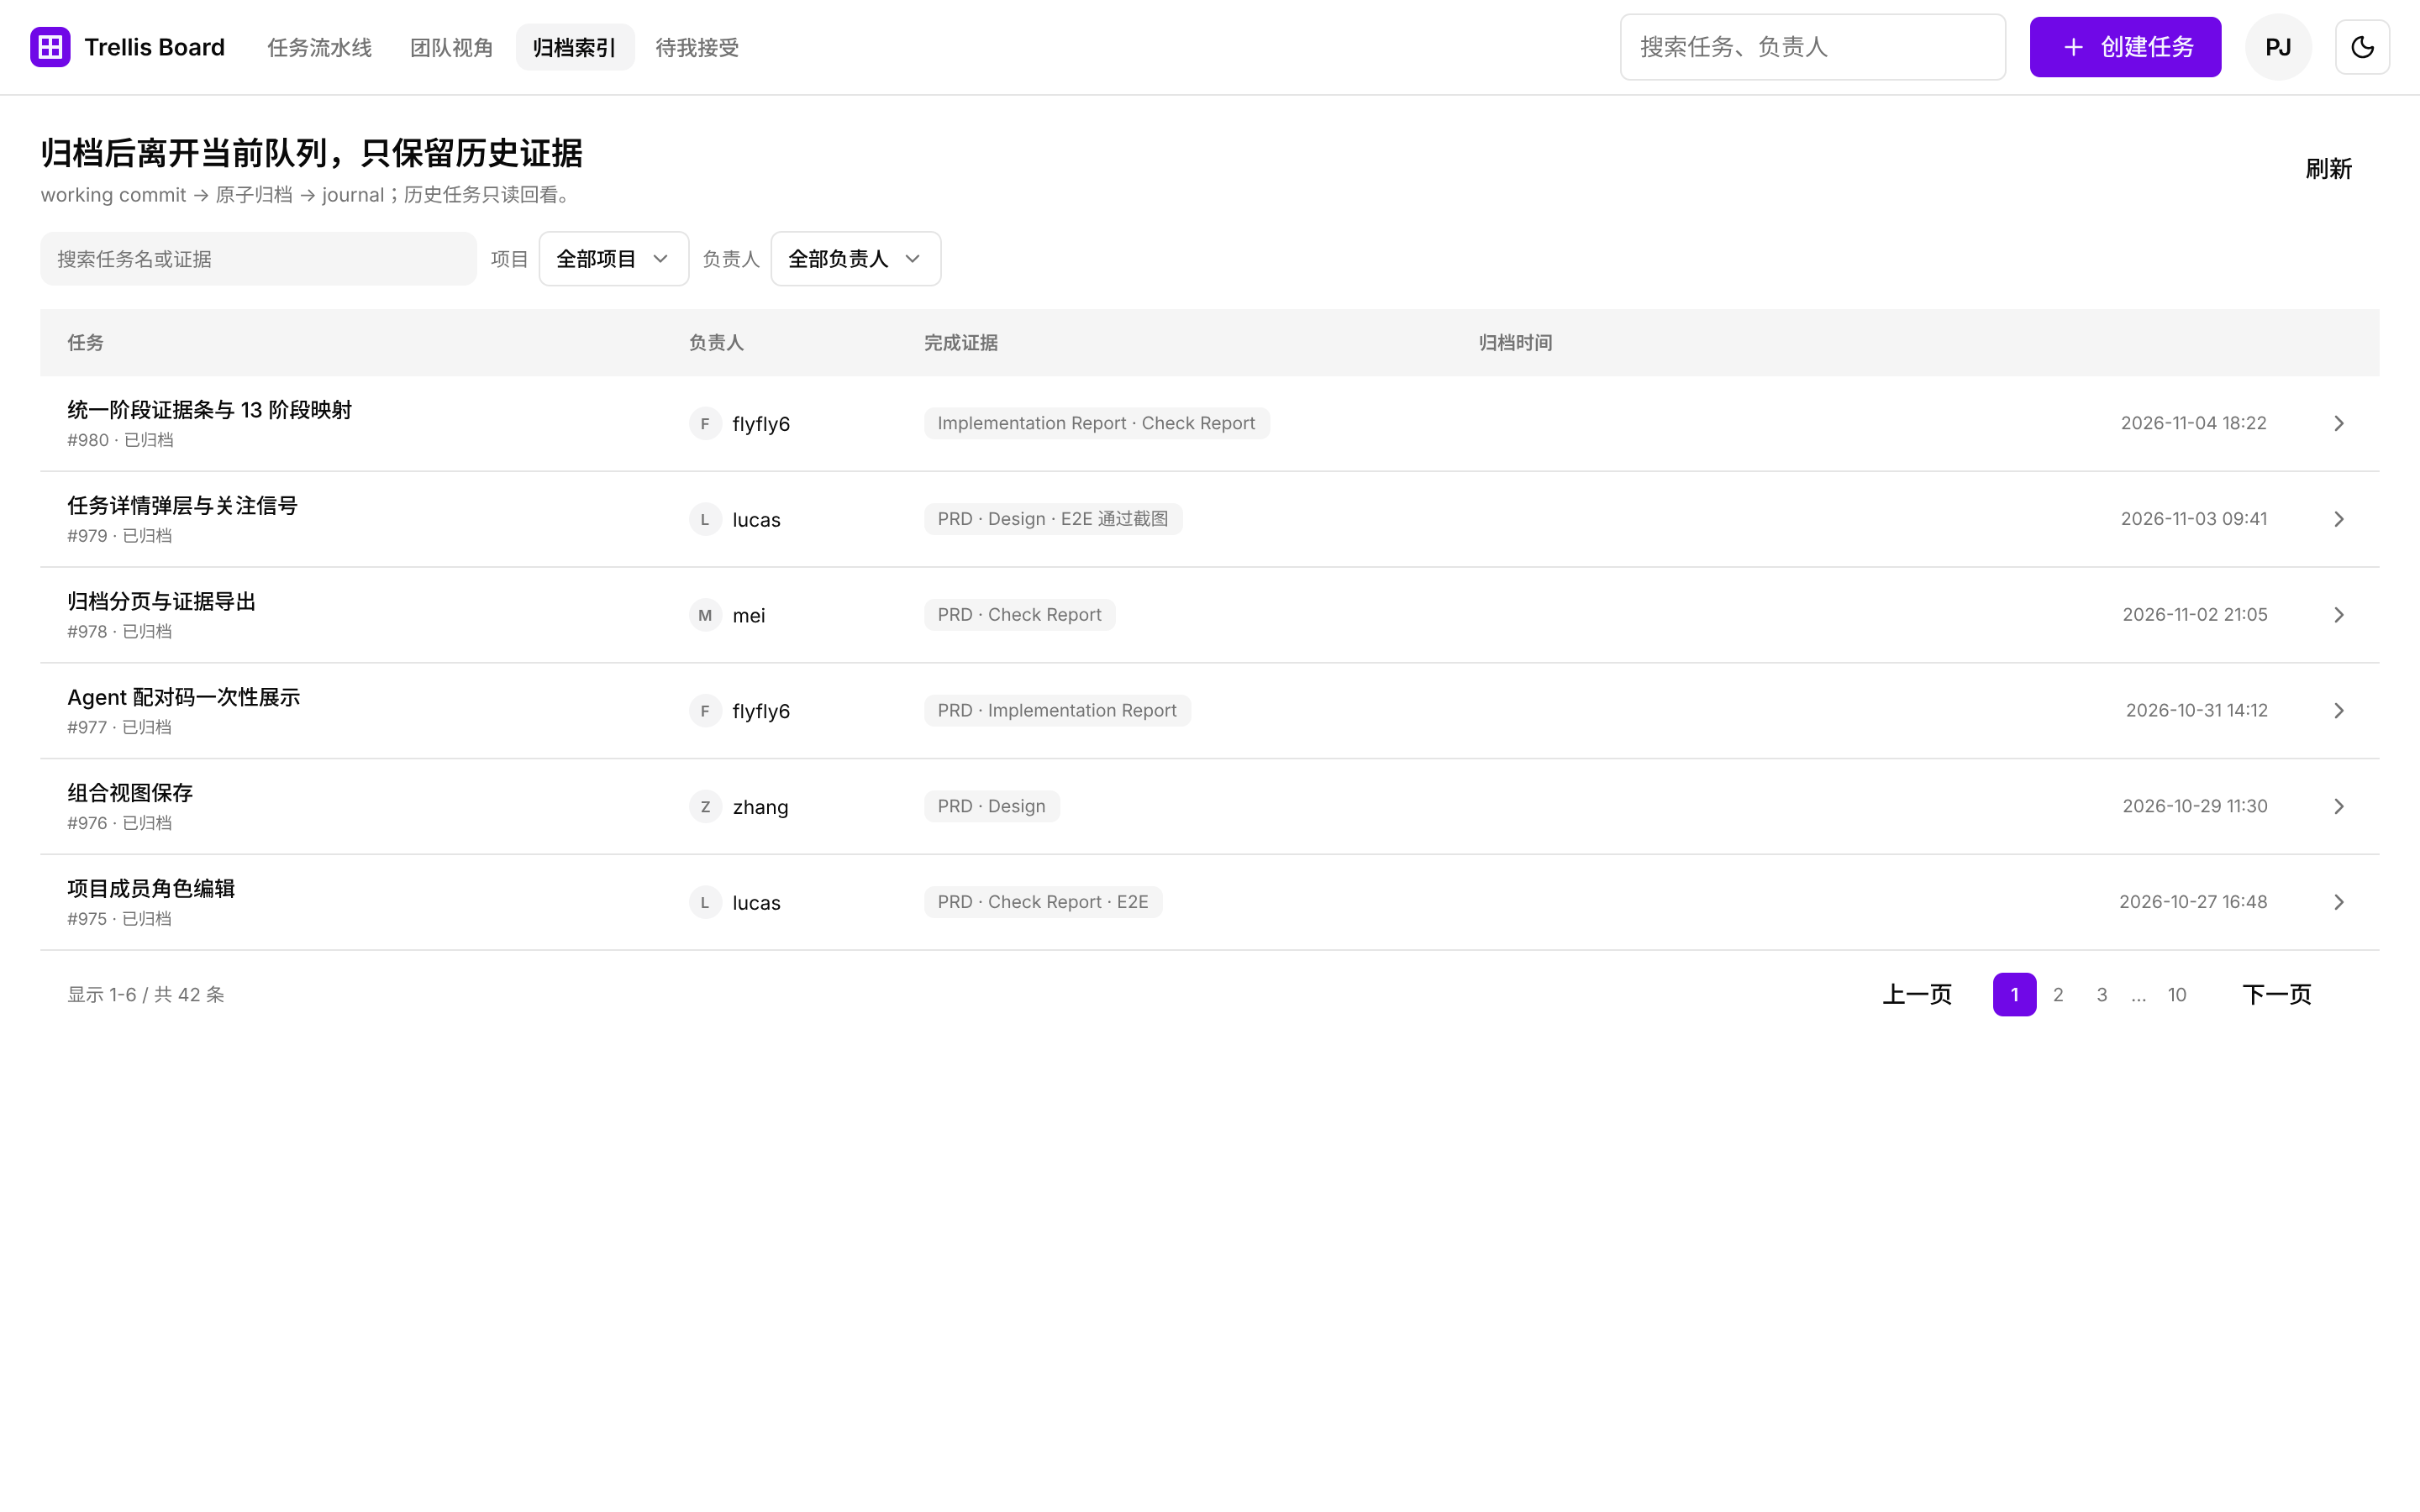 Trellis Board 任务流水线 团队视角 归档索引 待我接受 搜索任务、负责人 + 创建任务 PJ
归档后离开当前队列，只保留历史证据
刷新
working commit → 原子归档 → journal；历史任务只读回看。
搜索任务名或证据 项目 全部项目 负责人 全部负责人
任务 负责人 完成证据 归档时间
统一阶段证据条与 13 阶段映射
#980 · 已归档
F flyfly6 Implementation Report · Check Report 2026-11-04 18:22
任务详情弹层与关注信号
#979 · 已归档
L lucas PRD · Design · E2E 通过截图 2026-11-03 09:41
归档分页与证据导出
#978 · 已归档
M mei PRD · Check Report 2026-11-02 21:05
Agent 配对码一次性展示
#977 · 已归档
F flyfly6 PRD · Implementation Report 2026-10-31 14:12
组合视图保存
#976 · 已归档
Z zhang PRD · Design 2026-10-29 11:30
项目成员角色编辑
#975 · 已归档
L lucas PRD · Check Report · E2E 2026-10-27 16:48
显示 1-6 / 共 42 条 上一页 1 2 3 ... 10 下一页